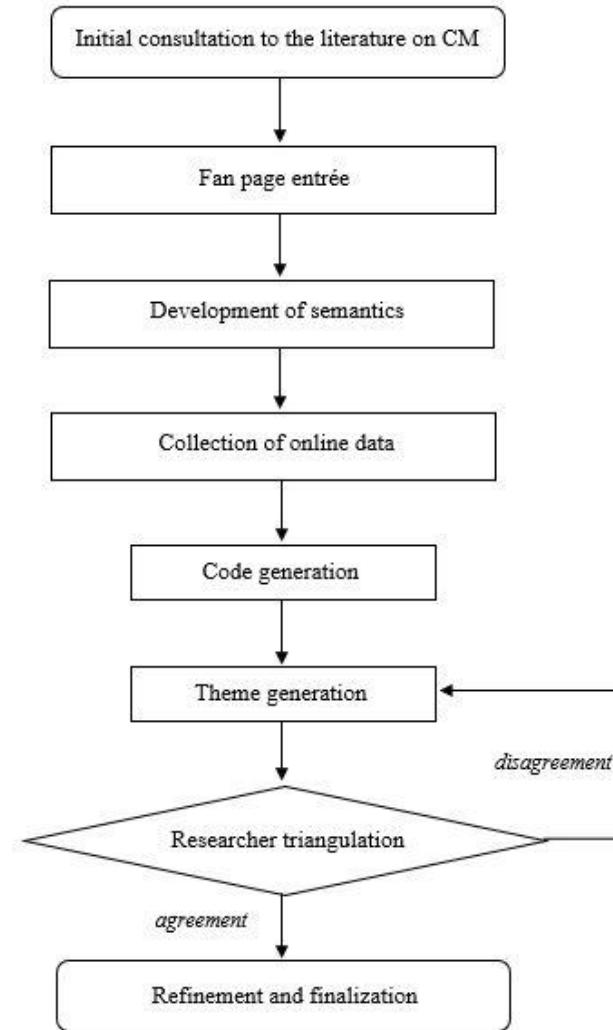 Initial consultation to the literature on CM
Fan page entrée
Development of semantics
Collection of online data
Code generation
Theme generation
disagreement
Researcher triangulation
agreement
Refinement and finalization